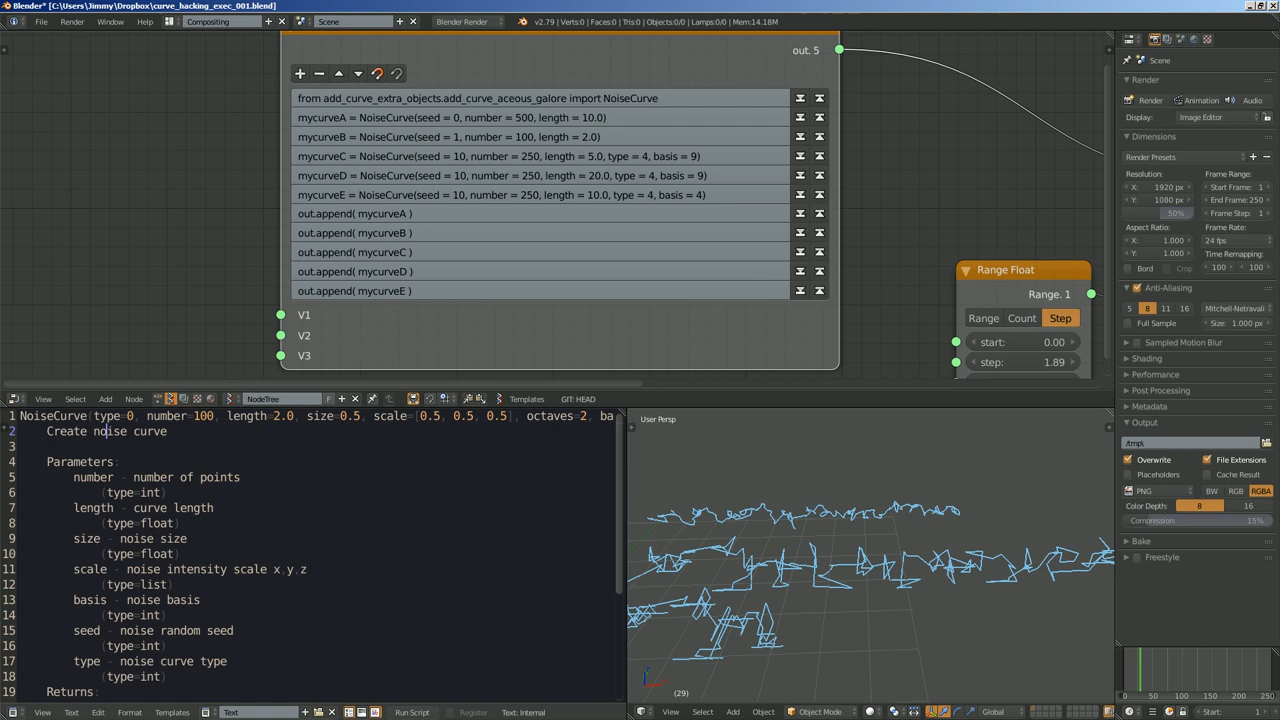 Blender* [C:\Users\Jimmy\Dropbox\curve_hacking_exec_001.blend]
File Render Window Help Compositing Scene Blender Render v2.79 | Verts:0 | Faces:0 | Tris:0 | Objects:0/0 | Lamps:0/0 | Mem:14.18M
out. 5
from add_curve_extra_objects.add_curve_aceous_galore import NoiseCurve
mycurveA = NoiseCurve(seed = 0, number = 500, length = 10.0)
mycurveB = NoiseCurve(seed = 1, number = 100, length = 2.0)
mycurveC = NoiseCurve(seed = 10, number = 250, length = 5.0, type = 4, basis = 9)
mycurveD = NoiseCurve(seed = 10, number = 250, length = 20.0, type = 4, basis = 9)
mycurveE = NoiseCurve(seed = 10, number = 250, length = 10.0, type = 4, basis = 4)
out.append( mycurveA )
out.append( mycurveB )
out.append( mycurveC )
out.append( mycurveD )
out.append( mycurveE )
V1
V2
V3
Range Float
Range. 1
Range Count Step
start: 0.00
step: 1.89
View Select Add Node NodeTree F Templates GIT: HEAD
1 NoiseCurve(type=0, number=100, length=2.0, size=0.5, scale=[0.5, 0.5, 0.5], octaves=2, ba
2 Create noise curve
3
4 Parameters:
5 number - number of points
6 (type=int)
7 length - curve length
8 (type=float)
9 size - noise size
10 (type=float)
11 scale - noise intensity scale x,y,z
12 (type=list)
13 basis - noise basis
14 (type=int)
15 seed - noise random seed
16 (type=int)
17 type - noise curve type
18 (type=int)
19 Returns:
View Text Edit Format Templates Text Run Script Register Text: Internal
User Persp
(29)
View Select Add Object Object Mode Global
Scene
Render
Render Animation Audio
Display: Image Editor
Dimensions
Render Presets
Resolution: Frame Range:
X: 1920 px Start Frame: 1
Y: 1080 px End Frame: 250
50% Frame Step: 1
Aspect Ratio: Frame Rate:
X: 1.000 24 fps
Y: 1.000 Time Remapping:
Bord Crop 100 100
Anti-Aliasing
5 8 11 16 Mitchell-Netravali
Full Sample Size: 1.000 px
Sampled Motion Blur
Shading
Performance
Post Processing
Metadata
Output
/tmp\
Overwrite File Extensions
Placeholders Cache Result
PNG BW RGB RGBA
Color Depth: 8 16
Compression: 15%
Bake
Freestyle
0 50 100 150 200 250
Start: 1